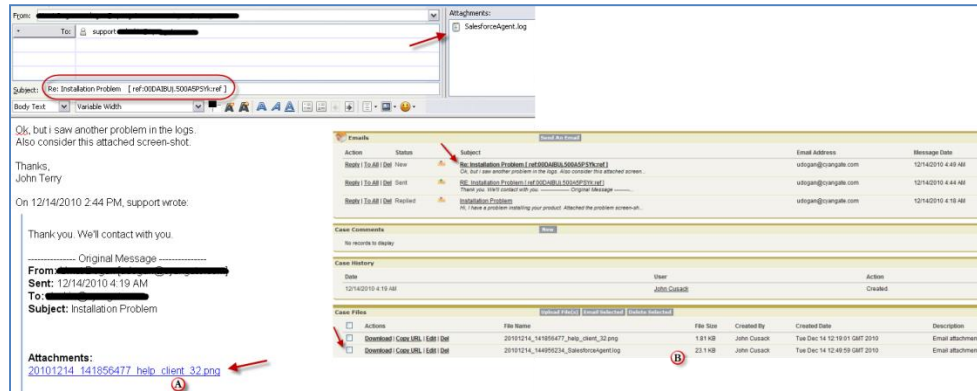 From:
Attachments:
* To: support
SalesforceAgent.log
Subject: Re: Installation Problem [ ref:00DAIBUj.500A5PSYk:ref ]
Body Text Variable Width
Ok, but i saw another problem in the logs.
Also consider this attached screen-shot.
Thanks,
John Terry
On 12/14/2010 2:44 PM, support wrote:
Thank you. We'll contact with you.
--------------- Original Message ---------------
From:
Sent: 12/14/2010 4:19 AM
To:
Subject: Installation Problem
Attachments:
20101214_141856477_help_client_32.png
A
Emails Send An Email
Action Status Subject Email Address Message Date
Reply | To All | Del New Re: Installation Problem [ ref:00DAIBUj.500A5PSYk:ref ] udogan@cyangate.com 12/14/2010 4:49 AM
Ok, but i saw another problem in the logs. Also consider this attached screen...
Reply | To All | Del Sent RE: Installation Problem [ ref:00DAIBUj.500A5PSYk:ref ] udogan@cyangate.com 12/14/2010 4:44 AM
Thank you. We'll contact with you. --------------- Original Message ---------...
Reply | To All | Del Replied Installation Problem udogan@cyangate.com 12/14/2010 4:18 AM
Hi, I have a problem installing your product. Attached the problem screen-sh...
Case Comments New
No records to display
Case History
Date User Action
12/14/2010 4:19 AM John Cusack Created
Case Files Upload File(s) Email Selected Delete Selected
Actions File Name File Size Created By Created Date Description
Download | Copy URL | Edit | Del 20101214_141856477_help_client_32.png 1.81 KB John Cusack Tue Dec 14 12:19:01 GMT 2010 Email attachment
Download | Copy URL | Edit | Del 20101214_144959234_SalesforceAgent.log 23.1 KB John Cusack Tue Dec 14 12:49:59 GMT 2010 Email attachment
B